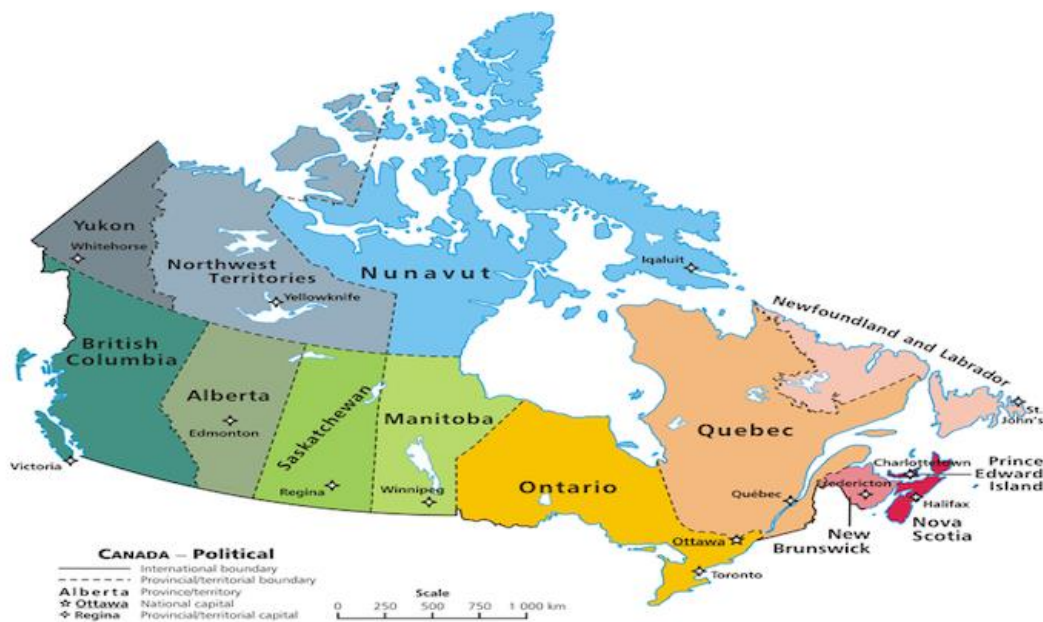 Yukon
Whitehorse
Northwest
Territories
Yellowknife
Nunavut
Iqaluit
British
Columbia
Victoria
Alberta
Edmonton
Saskatchewan
Regina
Manitoba
Winnipeg
Ontario
Ottawa
Toronto
Quebec
Québec
Newfoundland and Labrador
St.
John's
Charlottetown
Prince
Edward
Island
Fredericton
Halifax
Nova
Scotia
New
Brunswick
CANADA – Political
International boundary
Provincial/territorial boundary
Alberta Province/territory
Ottawa National capital
Regina Provincial/territorial capital
Scale
0 250 500 1 000 km